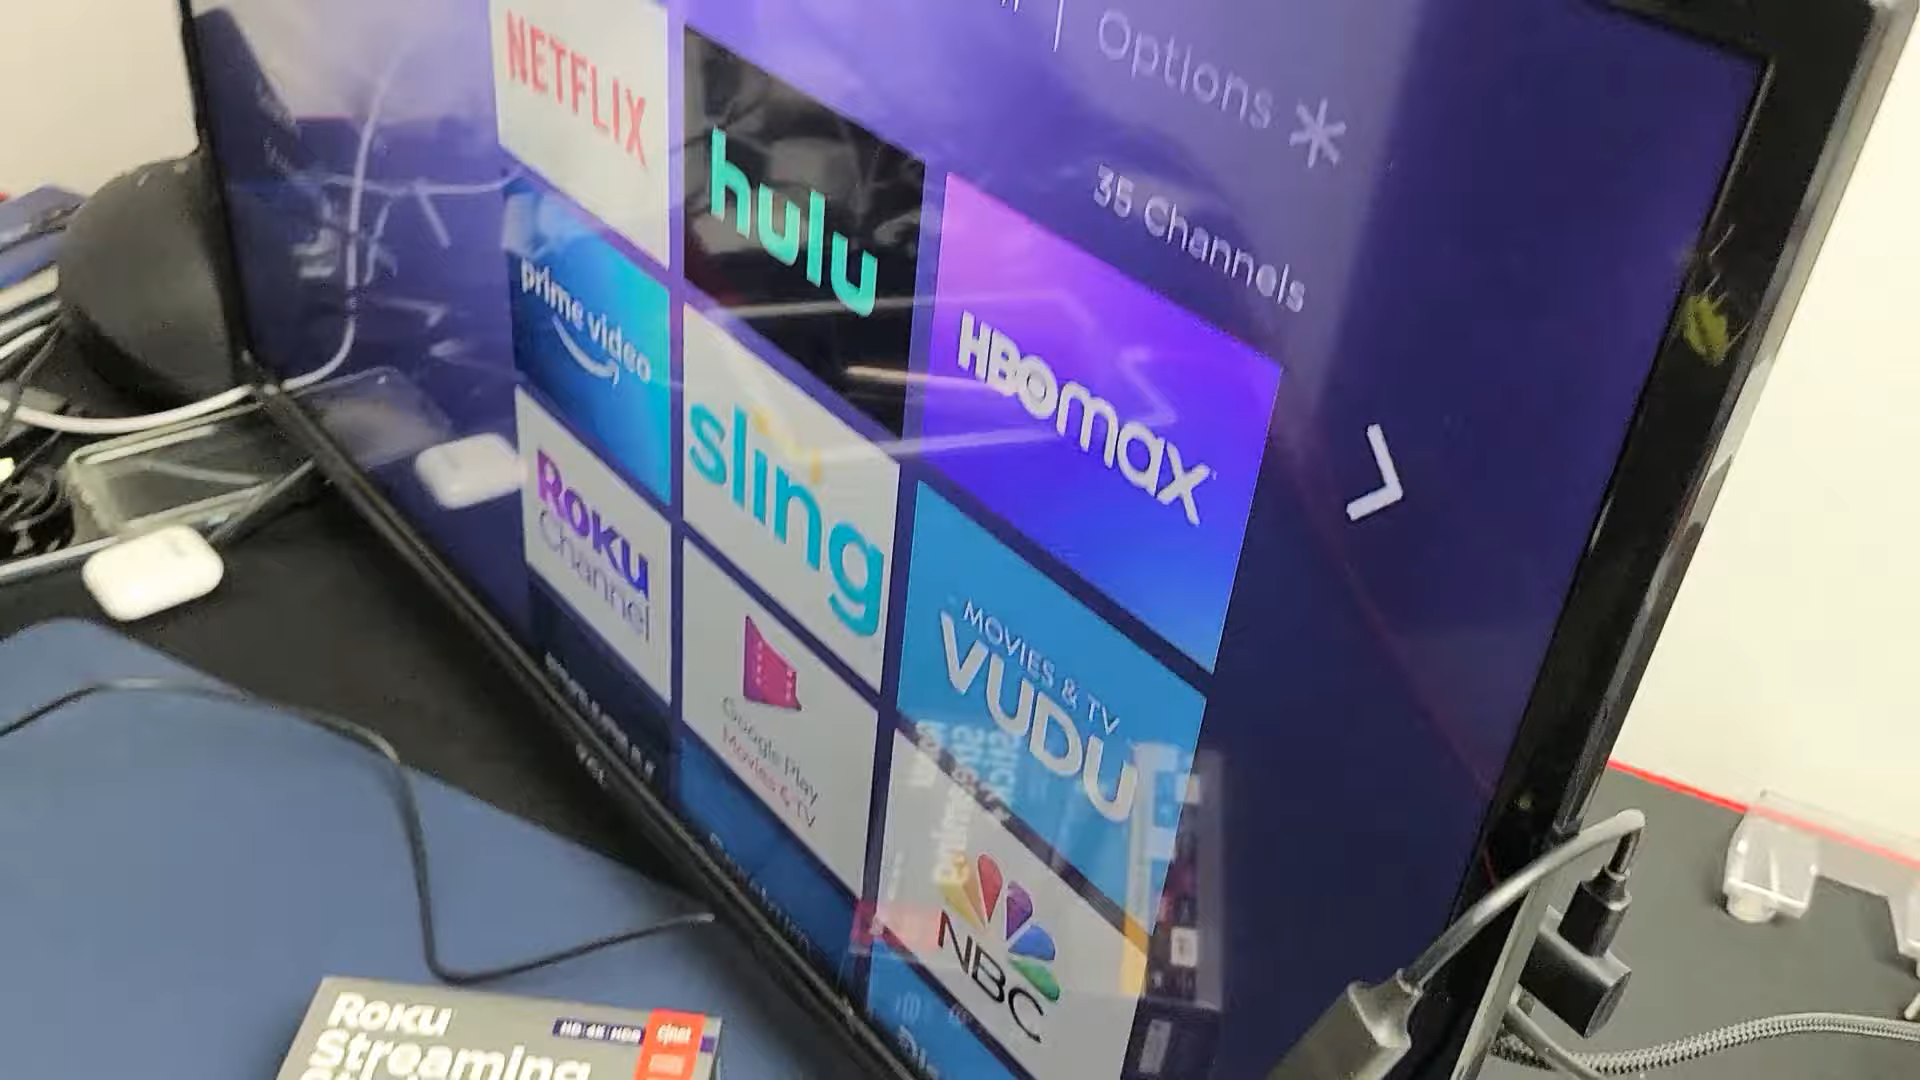 Options *
35 Channels
NETFLIX
hulu
HBOmax
prime video
sling
MOVIES & TV
VUDU
Roku
Channel
Google Play
Movies & TV
NBC
Roku
Streaming
HD·4K·HDR